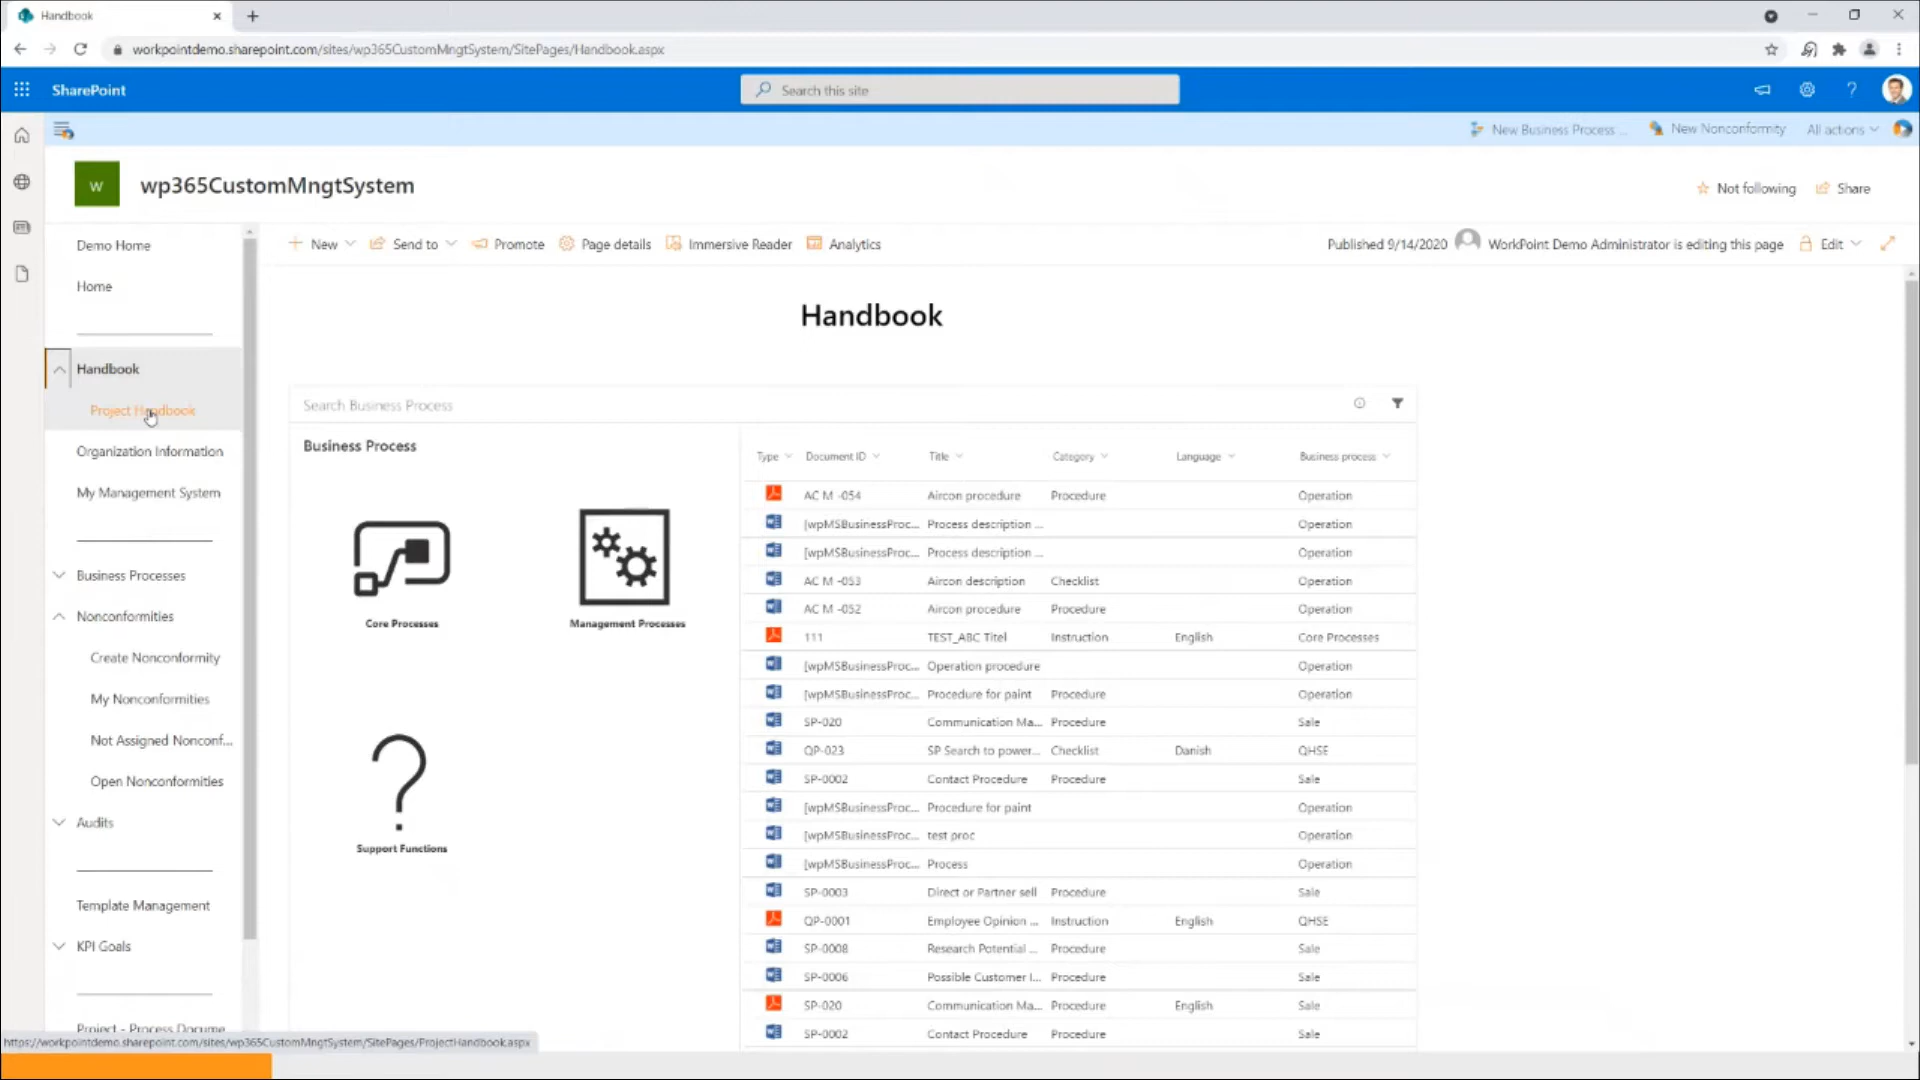 Handbook
workpointdemo.sharepoint.com/sites/wp365CustomMngtSystem/SitePages/Handbook.aspx
SharePoint
Search this site
New Business Process ...
New Nonconformity
All actions
W
wp365CustomMngtSystem
Not following
Share
New
Send to
Promote
Page details
Immersive Reader
Analytics
Published 9/14/2020
WorkPoint Demo Administrator is editing this page
Edit
Demo Home
Home
Handbook
Project Handbook
Organization Information
My Management System
Business Processes
Nonconformities
Create Nonconformity
My Nonconformities
Not Assigned Nonconf...
Open Nonconformities
Audits
Template Management
KPI Goals
Project - Process Docume
https://workpointdemo.sharepoint.com/sites/wp365CustomMngtSystem/SitePages/ProjectHandbook.aspx
Handbook
Search Business Process
Business Process
Core Processes
Management Processes
Support Functions
Type Document ID Title Category Language Business process
AC M -054 Aircon procedure Procedure Operation
[wpMSBusinessProc... Process description ... Operation
[wpMSBusinessProc... Process description ... Operation
AC M -053 Aircon description Checklist Operation
AC M -052 Aircon procedure Procedure Operation
111 TEST_ABC Titel Instruction English Core Processes
[wpMSBusinessProc... Operation procedure Operation
[wpMSBusinessProc... Procedure for paint Procedure Operation
SP-020 Communication Ma... Procedure Sale
QP-023 SP Search to power... Checklist Danish QHSE
SP-0002 Contact Procedure Procedure Sale
[wpMSBusinessProc... Procedure for paint Operation
[wpMSBusinessProc... test proc Operation
[wpMSBusinessProc... Process Operation
SP-0003 Direct or Partner sell Procedure Sale
QP-0001 Employee Opinion ... Instruction English QHSE
SP-0008 Research Potential ... Procedure Sale
SP-0006 Possible Customer I... Procedure Sale
SP-020 Communication Ma... Procedure English Sale
SP-0002 Contact Procedure Procedure Sale